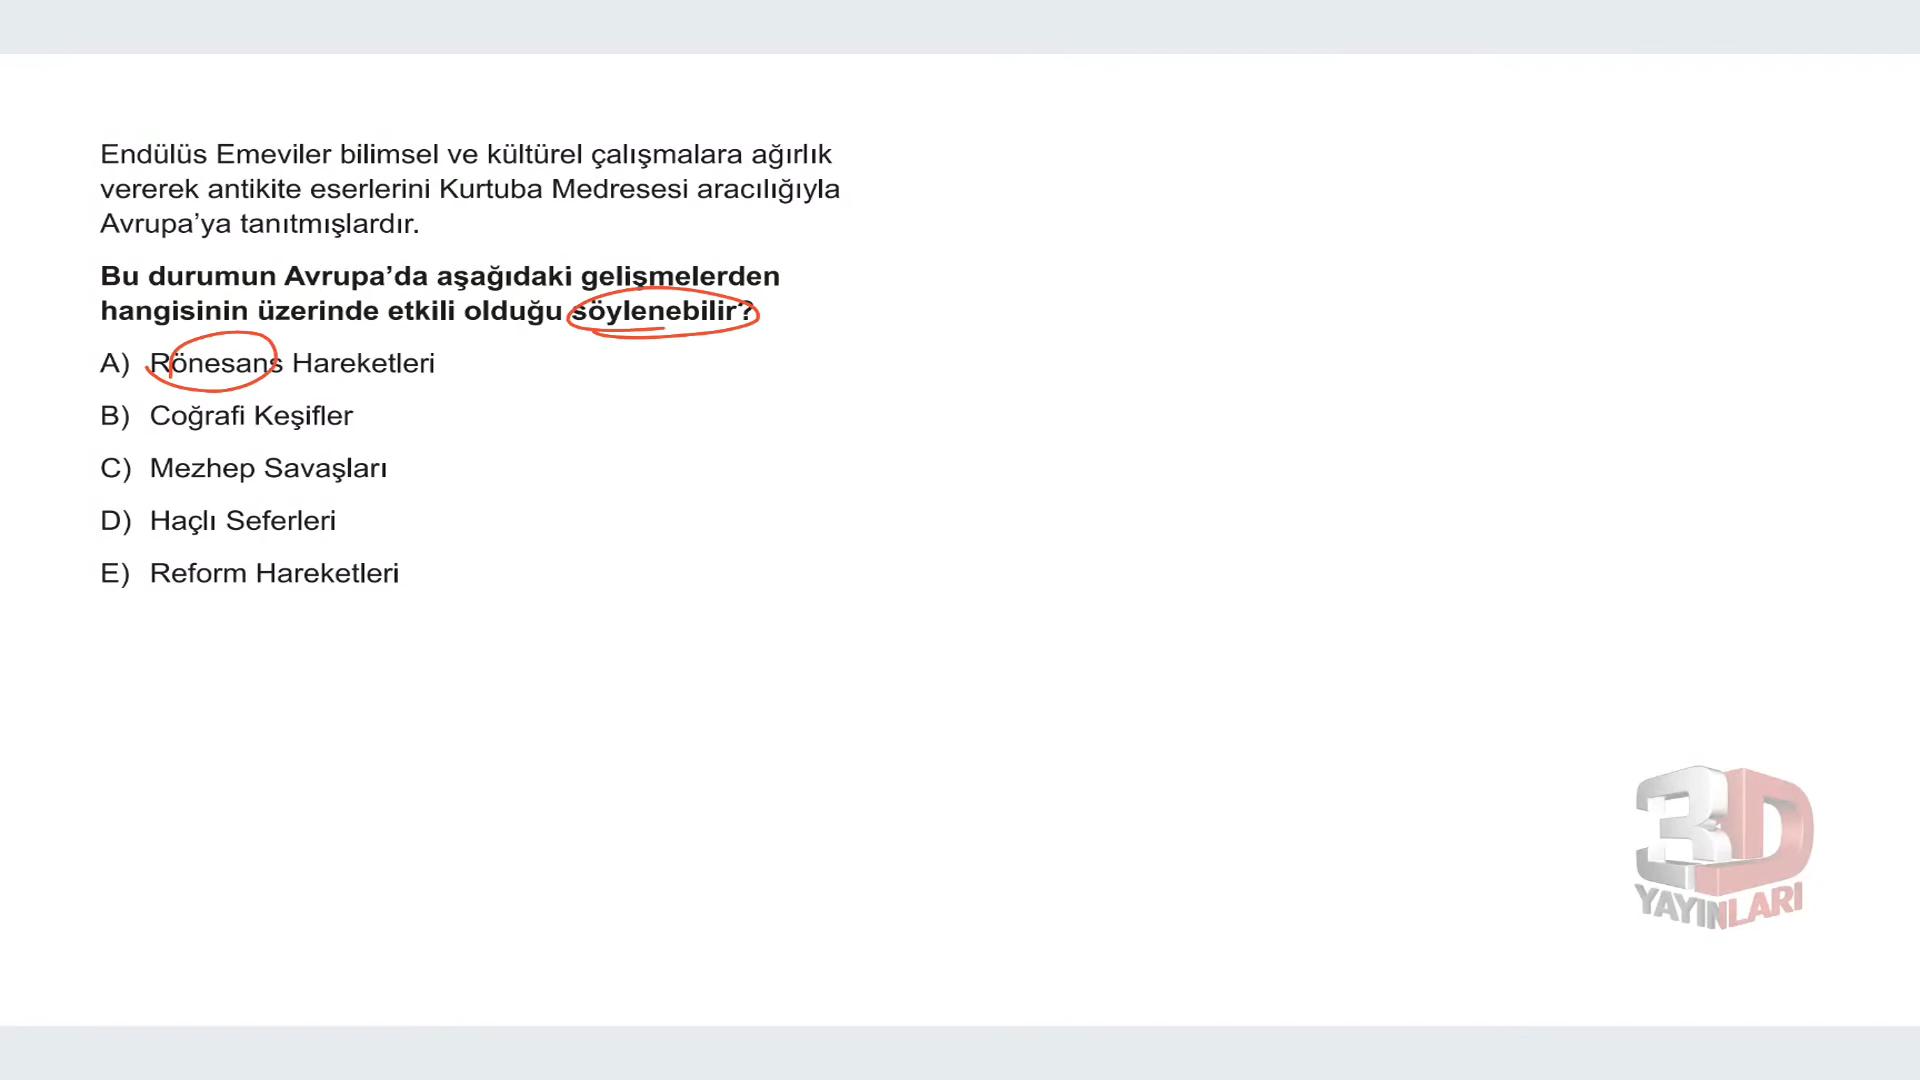 Endülüs Emeviler bilimsel ve kültürel çalışmalara ağırlık
vererek antikite eserlerini Kurtuba Medresesi aracılığıyla
Avrupa’ya tanıtmışlardır.
Bu durumun Avrupa’da aşağıdaki gelişmelerden
hangisinin üzerinde etkili olduğu söylenebilir?
A) Rönesans Hareketleri
B) Coğrafi Keşifler
C) Mezhep Savaşları
D) Haçlı Seferleri
E) Reform Hareketleri
3D
YAYINLARI